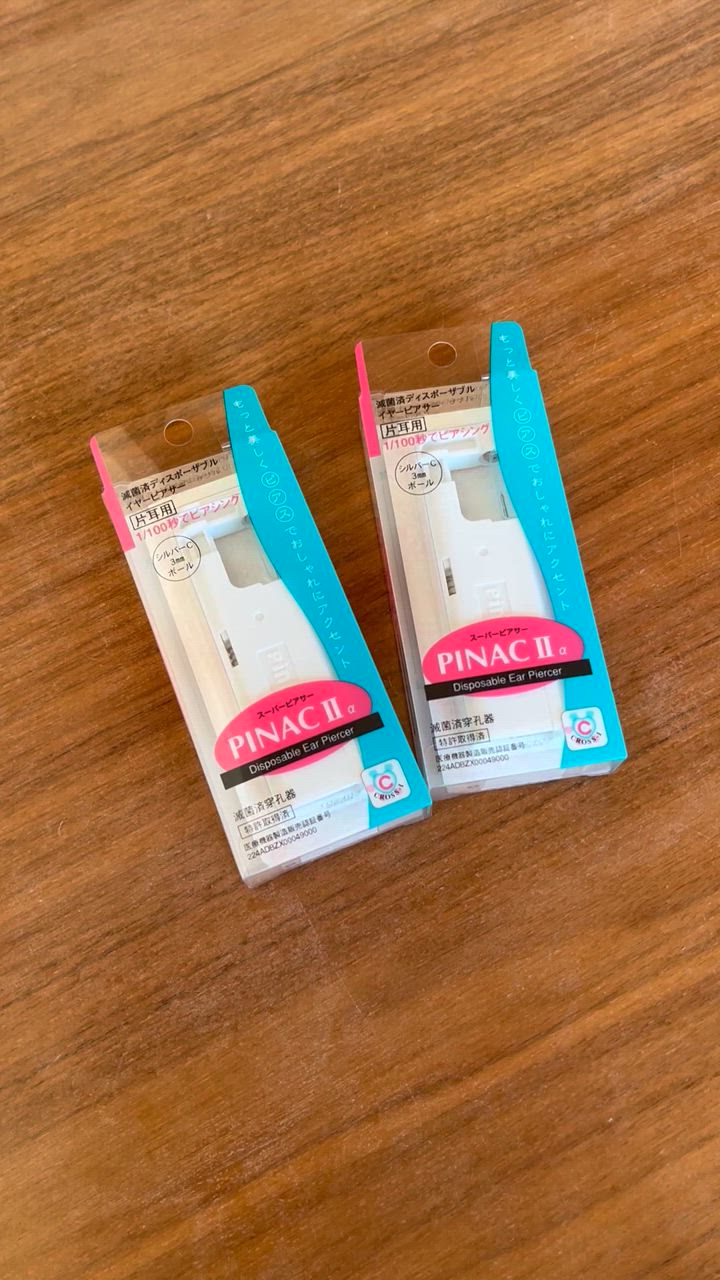 もっと美しくピアスでおしゃれにアクセント
滅菌済ディスポーザブル
イヤーピアサー
片耳用
1/100秒でピアシング
シルバーC
3mm
ボール
スーパーピアサー
PINAC II α
Disposable Ear Piercer
滅菌済穿孔器
特許取得済
医療機器製造販売認証番号
224ADBZX00049000
C
CROSS-1
もっと美しくピアスでおしゃれにアクセント
滅菌済ディスポーザブル
イヤーピアサー
片耳用
1/100秒でピアシング
シルバーC
3mm
ボール
スーパーピアサー
PINAC II α
Disposable Ear Piercer
滅菌済穿孔器
特許取得済
医療機器製造販売認証番号
224ADBZX00049000
C
CROSS-1